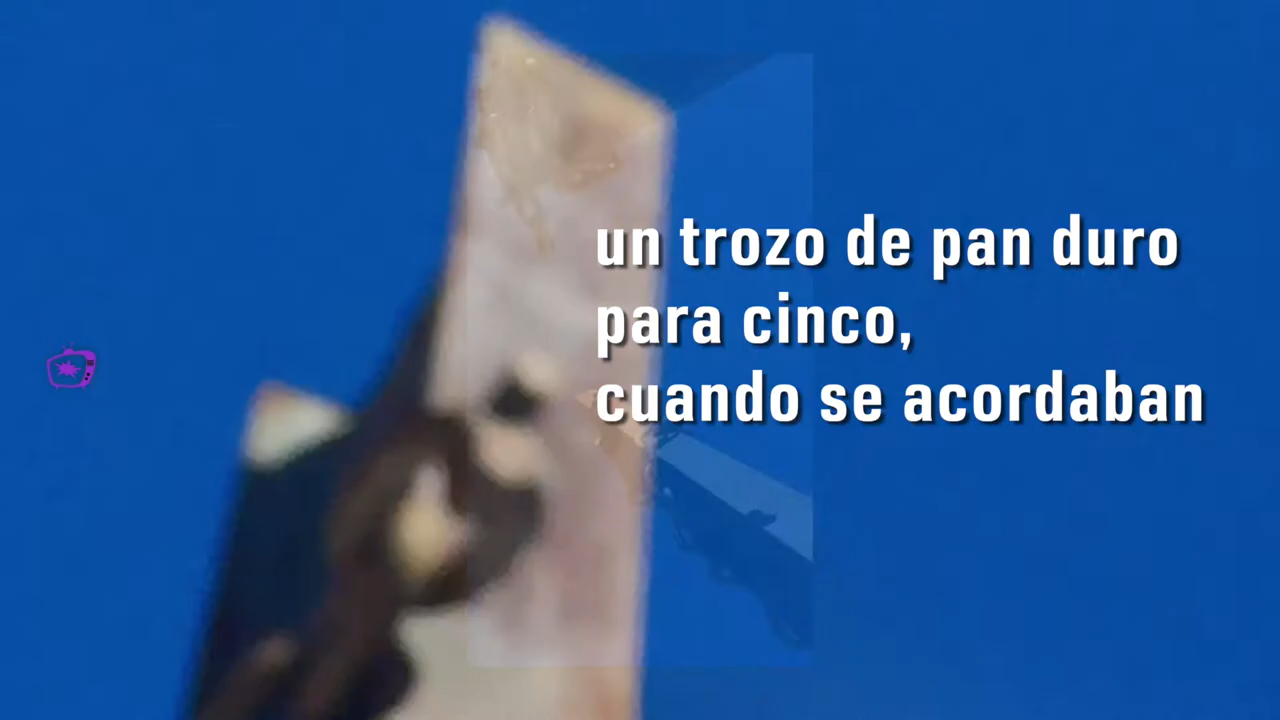 un trozo de pan duro
para cinco,
cuando se acordaban